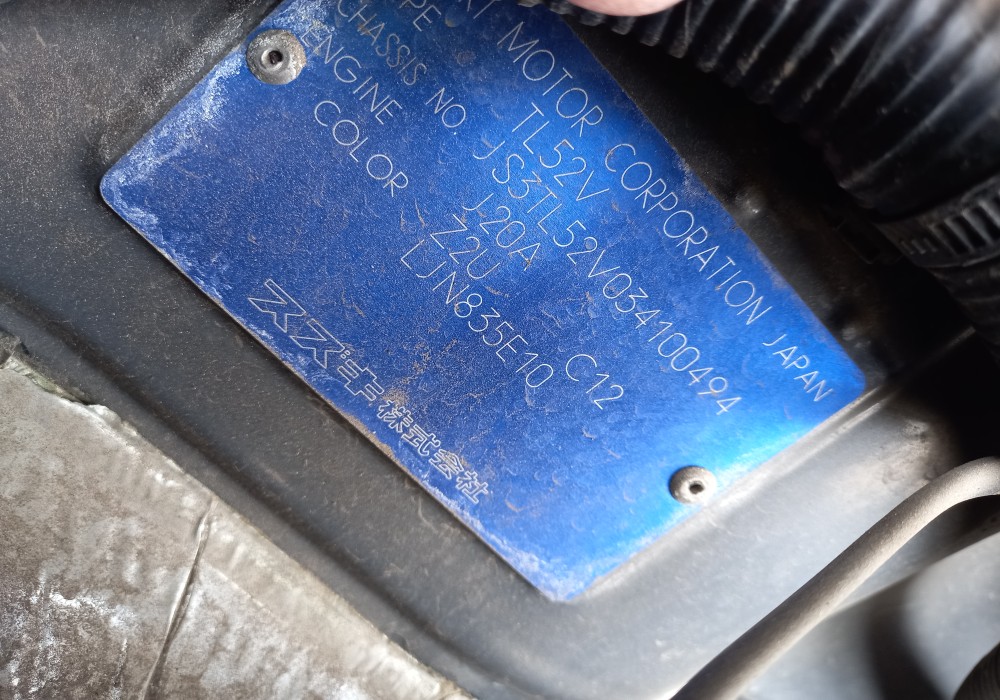 MOTOR CORPORATION JAPAN
TL52V
CHASSIS NO. JS3TL52V034100494
ENGINE J20A
COLOR Z2U C12
LJN835E10
スズキ株式会社